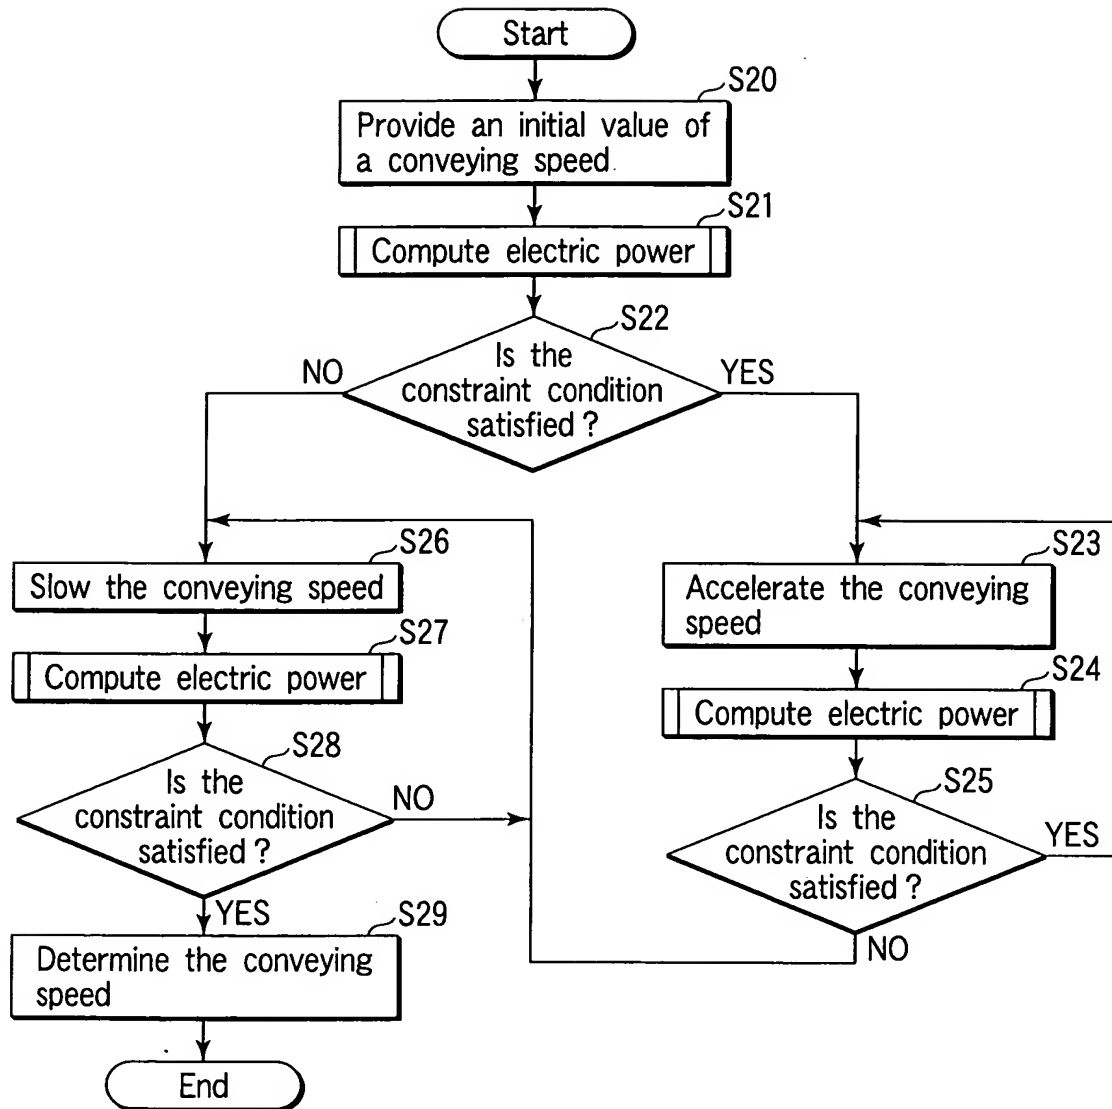 Start
S20
Provide an initial value of
a conveying speed
S21
Compute electric power
S22
Is the
constraint condition
satisfied ?
NO
YES
S26
Slow the conveying speed
S27
Compute electric power
S28
Is the
constraint condition
satisfied ?
NO
YES
S29
Determine the conveying
speed
End
S23
Accelerate the conveying
speed
S24
Compute electric power
S25
Is the
constraint condition
satisfied ?
YES
NO